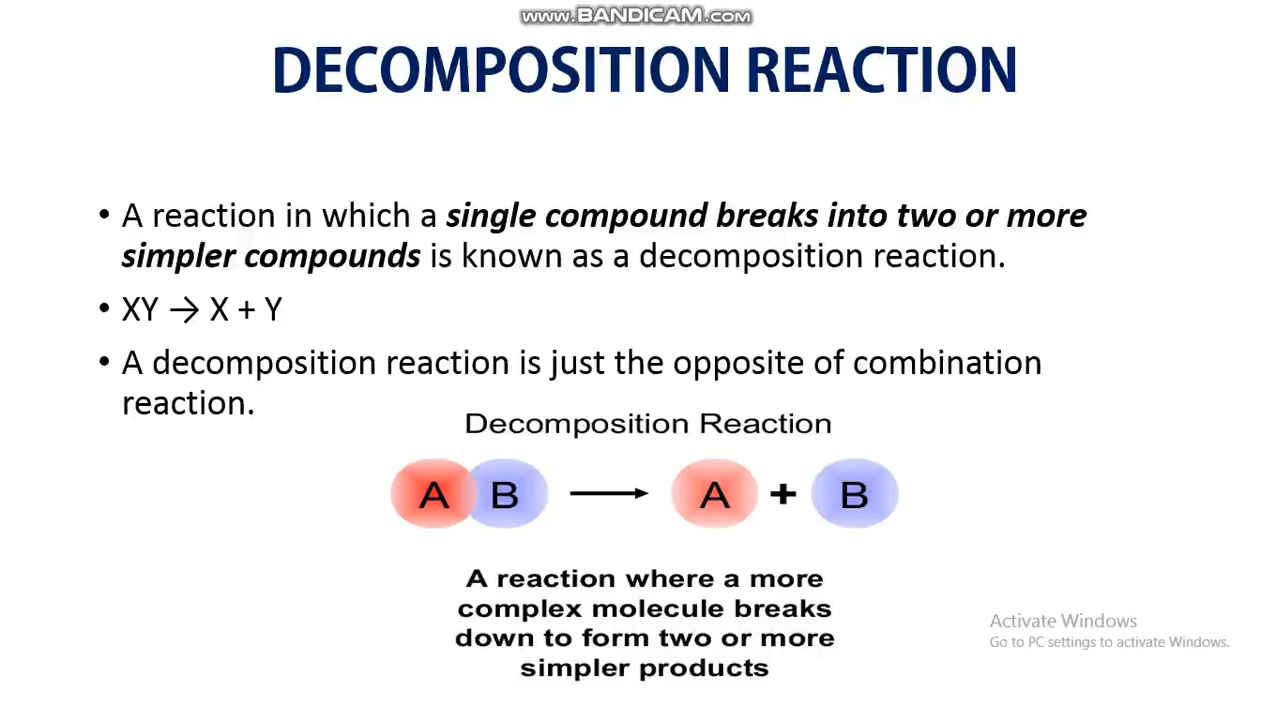 www.BANDICAM.com
DECOMPOSITION REACTION
• A reaction in which a single compound breaks into two or more
simpler compounds is known as a decomposition reaction.
• XY → X + Y
• A decomposition reaction is just the opposite of combination
reaction.
Decomposition Reaction
A B → A + B
A reaction where a more
complex molecule breaks
down to form two or more
simpler products
Activate Windows
Go to PC settings to activate Windows.